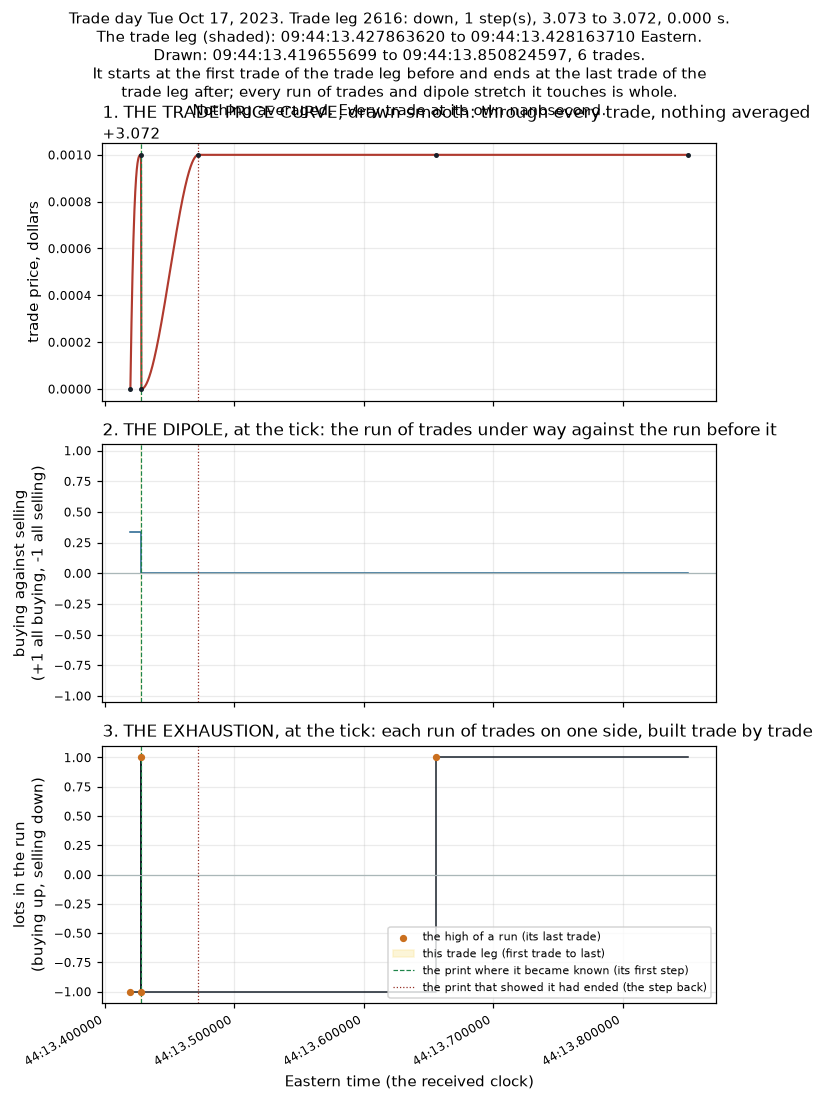 Trade day Tue Oct 17, 2023. Trade leg 2616: down, 1 step(s), 3.073 to 3.072, 0.000 s.
The trade leg (shaded): 09:44:13.427863620 to 09:44:13.428163710 Eastern.
Drawn: 09:44:13.419655699 to 09:44:13.850824597, 6 trades.
It starts at the first trade of the trade leg before and ends at the last trade of the
trade leg after; every run of trades and dipole stretch it touches is whole.
Nothing averaged. Every trade at its own nanosecond.
1. THE TRADE PRICE CURVE, drawn smooth: through every trade, nothing averaged
+3.072
0.0010
0.0008
0.0006
0.0004
0.0002
0.0000
trade price, dollars
2. THE DIPOLE, at the tick: the run of trades under way against the run before it
1.00
0.75
0.50
0.25
0.00
−0.25
−0.50
−0.75
−1.00
buying against selling
(+1 all buying, -1 all selling)
3. THE EXHAUSTION, at the tick: each run of trades on one side, built trade by trade
1.00
0.75
0.50
0.25
0.00
−0.25
−0.50
−0.75
−1.00
lots in the run
(buying up, selling down)
the high of a run (its last trade)
this trade leg (first trade to last)
the print where it became known (its first step)
the print that showed it had ended (the step back)
44:13.400000
44:13.500000
44:13.600000
44:13.700000
44:13.800000
Eastern time (the received clock)